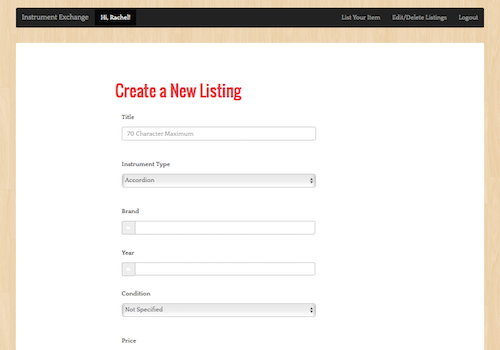 Instrument Exchange Hi, Rachel! List Your Item Edit/Delete Listings Logout
Create a New Listing
Title
70 Character Maximum
Instrument Type
Accordion
Brand
Year
Condition
Not Specified
Price